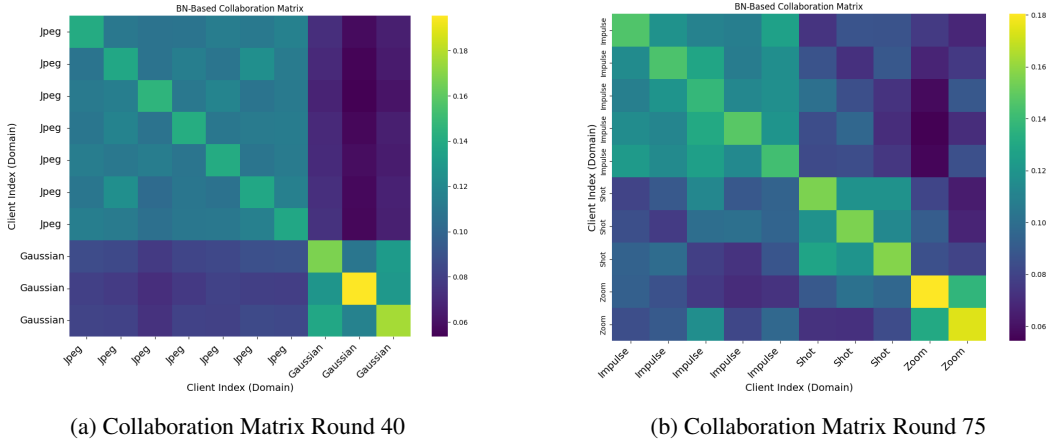 BN-Based Collaboration Matrix
Jpeg
Jpeg
Jpeg
Jpeg
Jpeg
Jpeg
Jpeg
Gaussian
Gaussian
Gaussian
Client Index (Domain)
Jpeg
Jpeg
Jpeg
Jpeg
Jpeg
Jpeg
Jpeg
Gaussian
Gaussian
Gaussian
Client Index (Domain)
0.18
0.16
0.14
0.12
0.10
0.08
0.06
(a) Collaboration Matrix Round 40
BN-Based Collaboration Matrix
Impulse
Impulse
Impulse
Impulse
Impulse
Shot
Shot
Shot
Zoom
Zoom
Client Index (Domain)
Impulse
Impulse
Impulse
Impulse
Impulse
Shot
Shot
Shot
Zoom
Zoom
Client Index (Domain)
0.18
0.16
0.14
0.12
0.10
0.08
0.06
(b) Collaboration Matrix Round 75